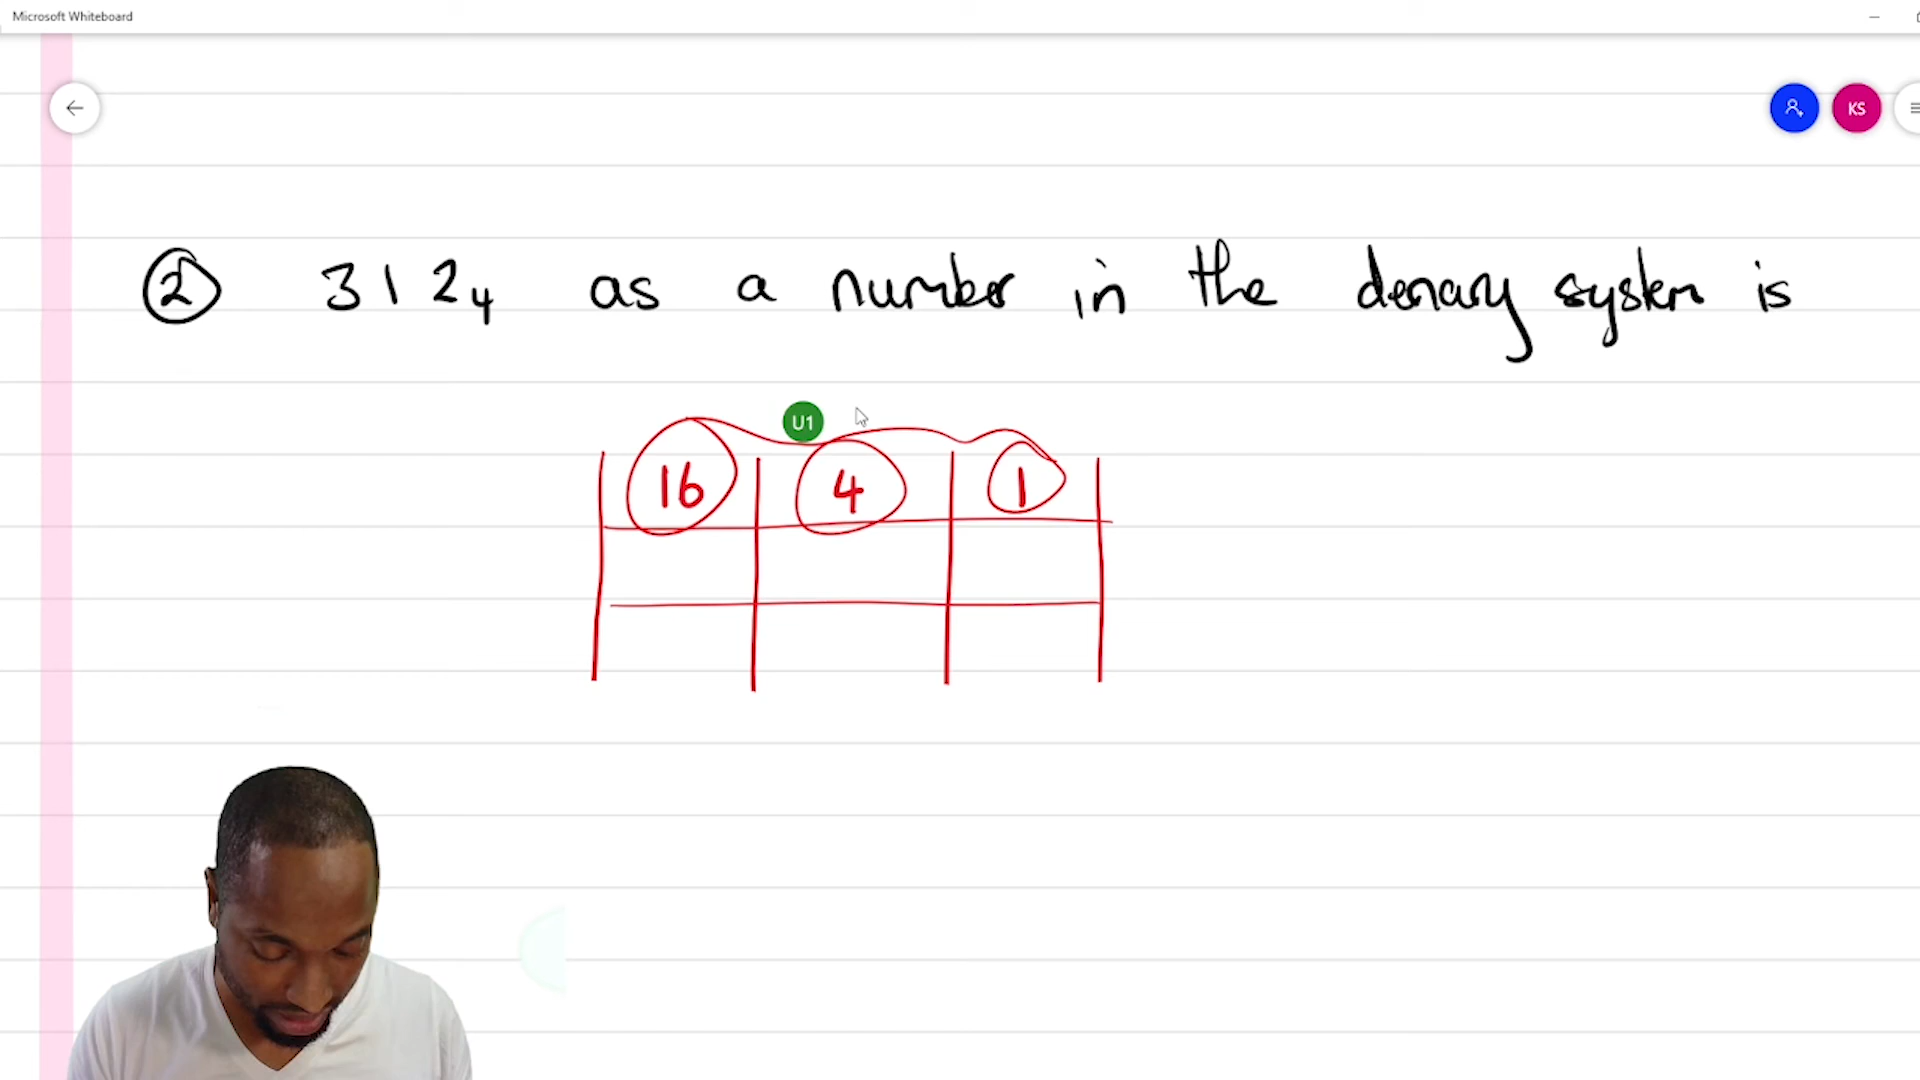 Microsoft Whiteboard
KS
② 312₄ as a number in the denary system is
U1
16 4 1